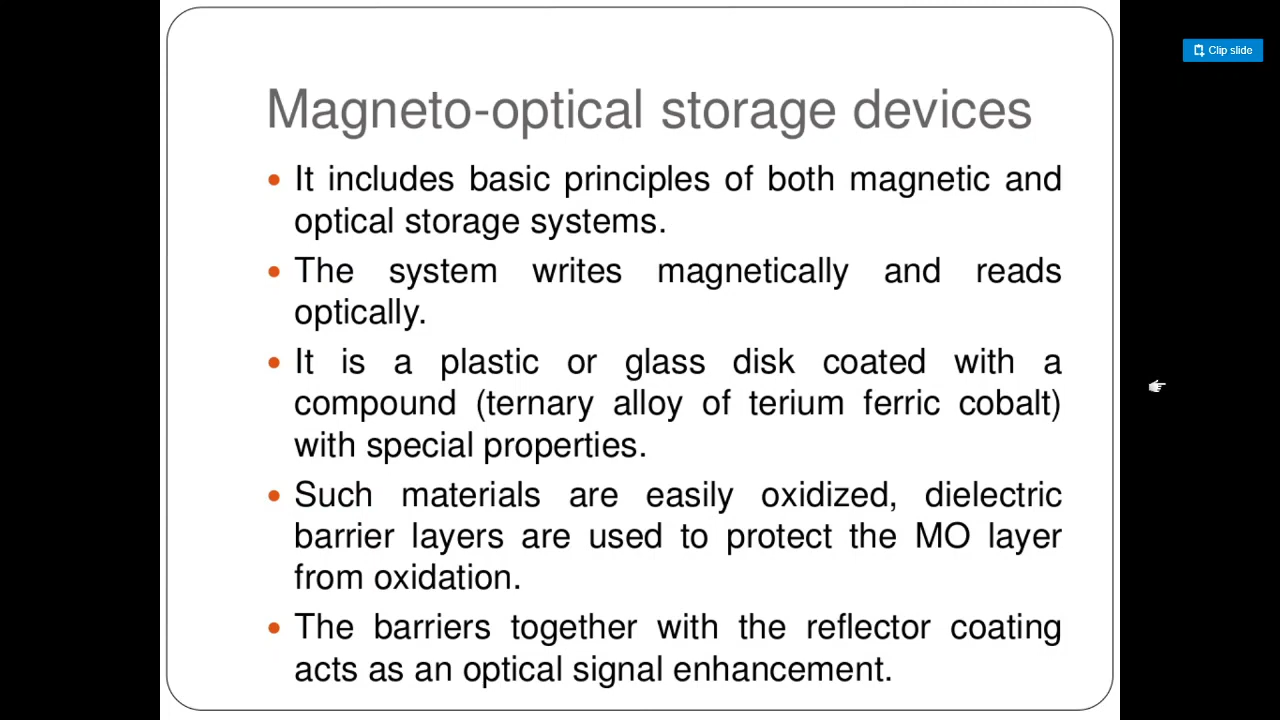 Clip slide
Magneto-optical storage devices
• It includes basic principles of both magnetic and
optical storage systems.
• The system writes magnetically and reads
optically.
• It is a plastic or glass disk coated with a
compound (ternary alloy of terium ferric cobalt)
with special properties.
• Such materials are easily oxidized, dielectric
barrier layers are used to protect the MO layer
from oxidation.
• The barriers together with the reflector coating
acts as an optical signal enhancement.